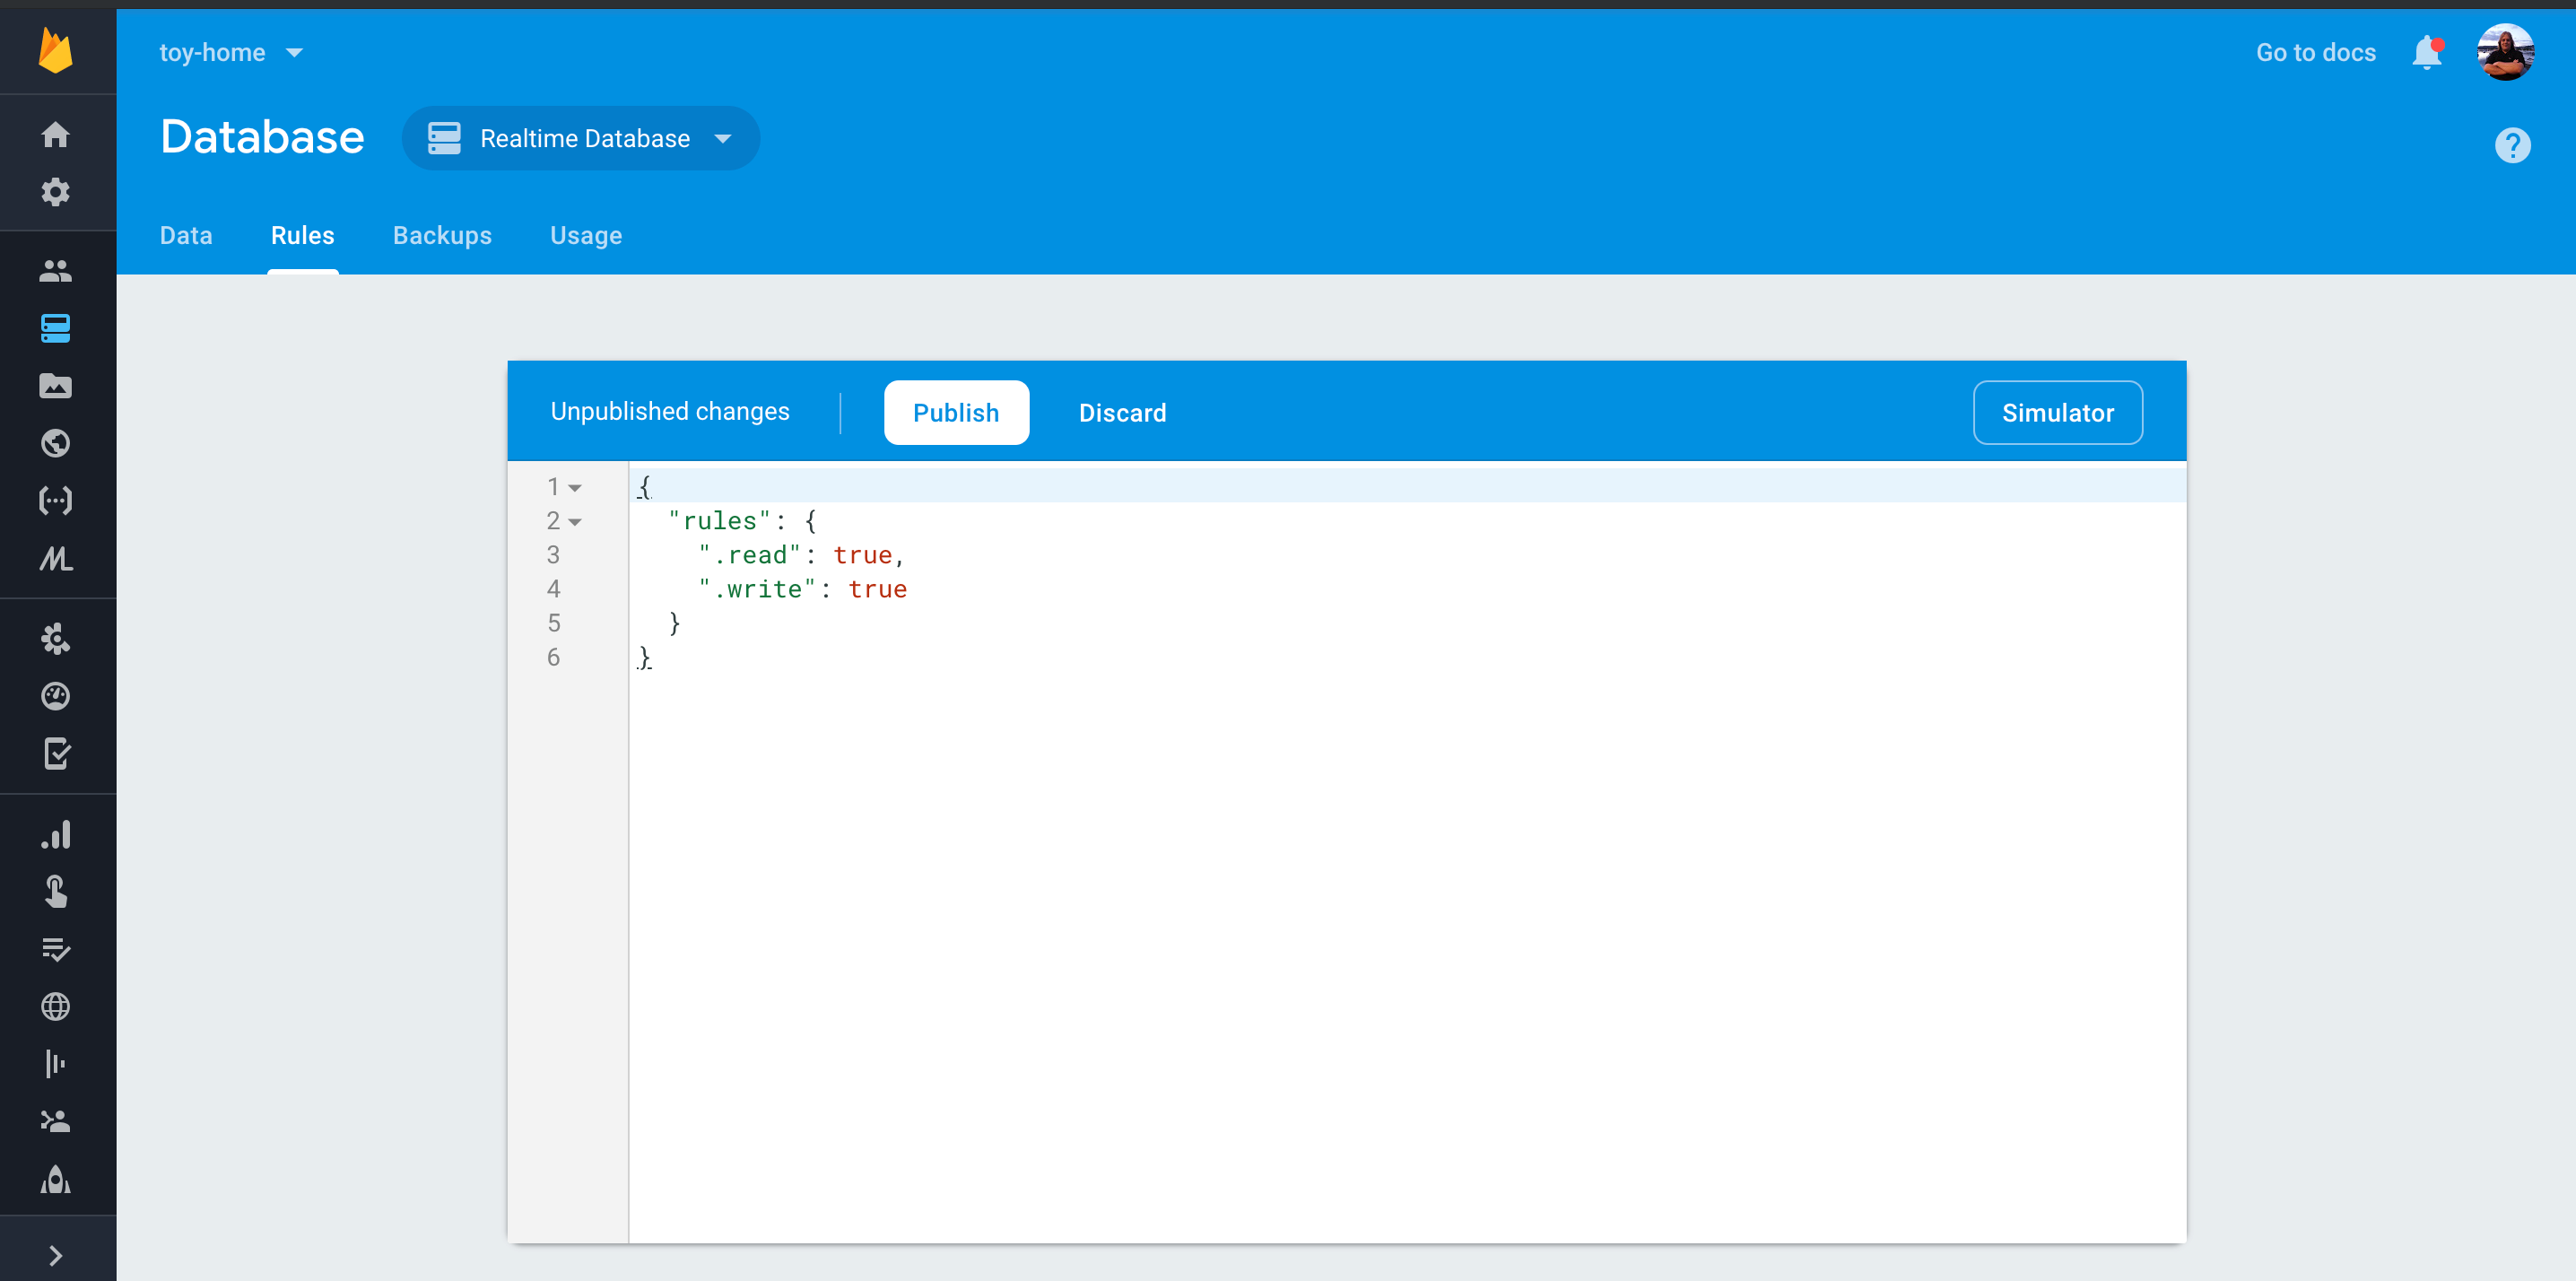 toy-home
Go to docs
Database
Realtime Database
Data Rules Backups Usage
Unpublished changes Publish Discard Simulator
1 {
2 "rules": {
3 ".read": true,
4 ".write": true
5 }
6 }